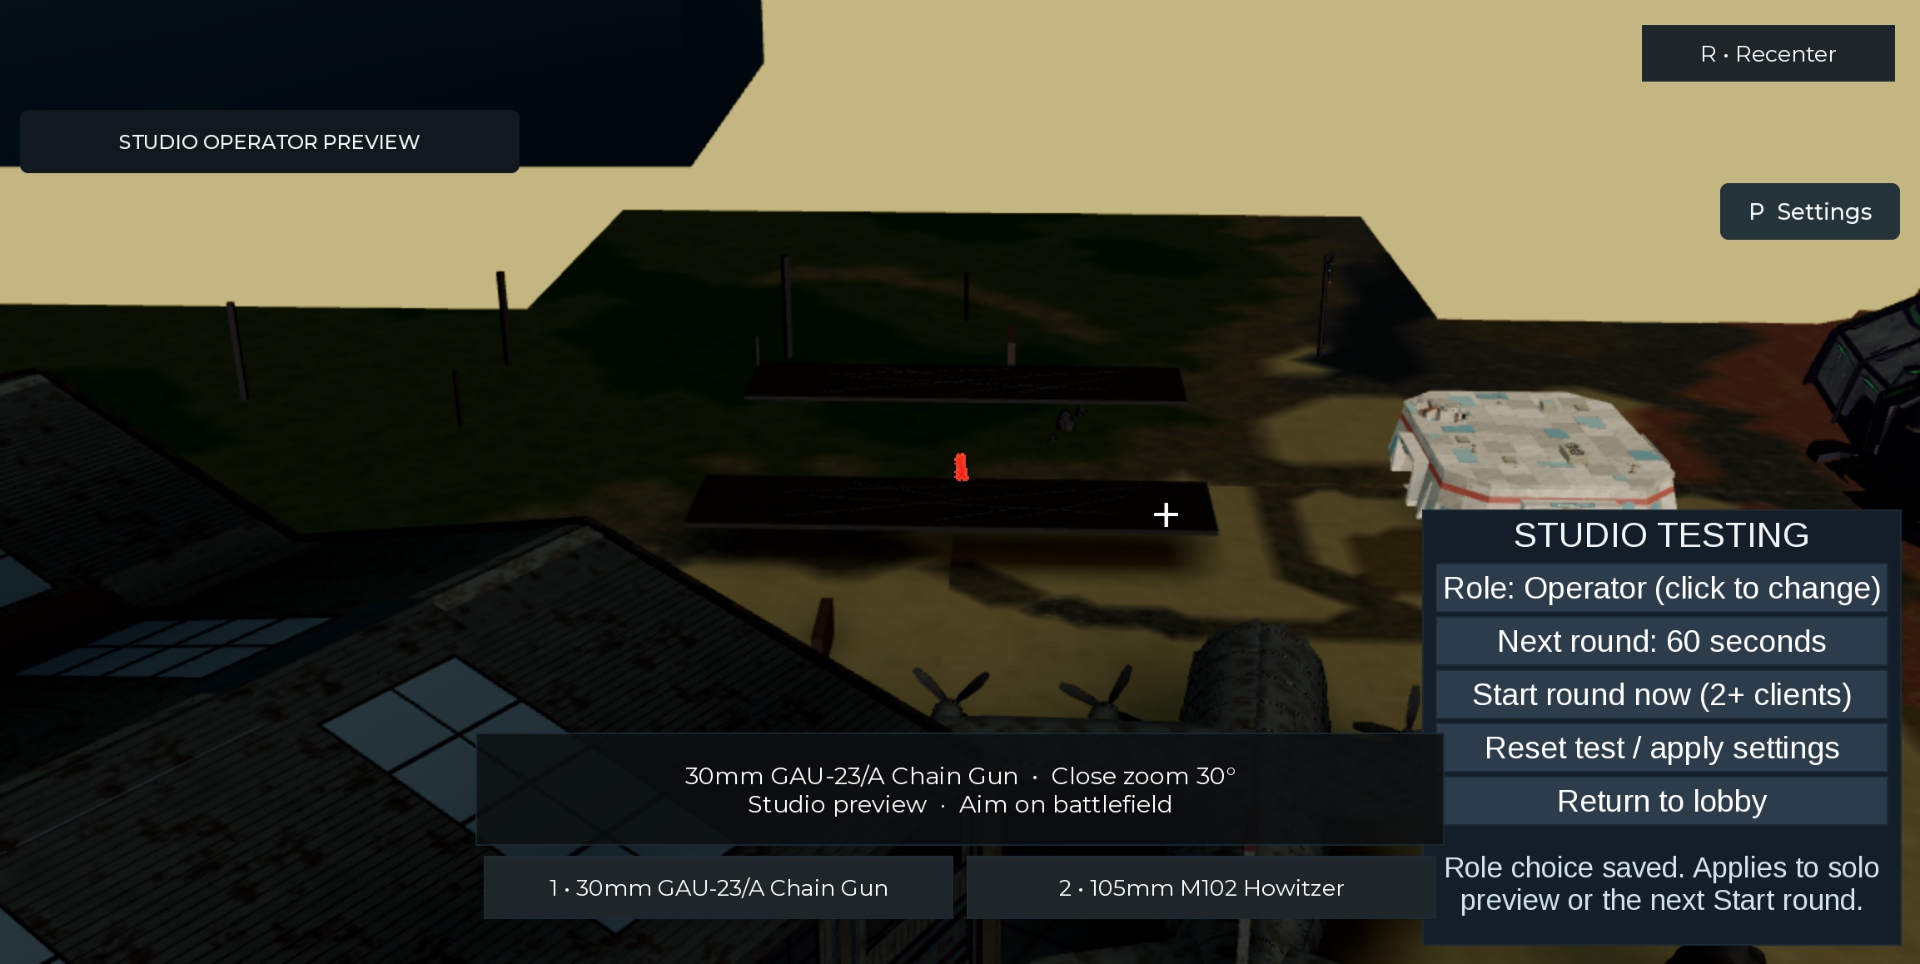 R • Recenter
STUDIO OPERATOR PREVIEW
P Settings
STUDIO TESTING
Role: Operator (click to change)
Next round: 60 seconds
Start round now (2+ clients)
Reset test / apply settings
Return to lobby
Role choice saved. Applies to solo
preview or the next Start round.
30mm GAU-23/A Chain Gun • Close zoom 30°
Studio preview · Aim on battlefield
1 • 30mm GAU-23/A Chain Gun
2 • 105mm M102 Howitzer